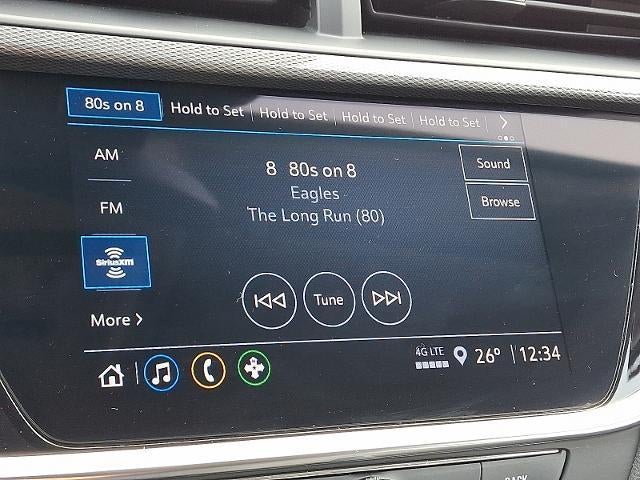 80s on 8
Hold to Set
Hold to Set
Hold to Set
Hold to Set
AM
8 80s on 8
Sound
Eagles
Browse
FM
The Long Run (80)
SiriusXM
Tune
More
4G LTE
26°
12:34
BACK